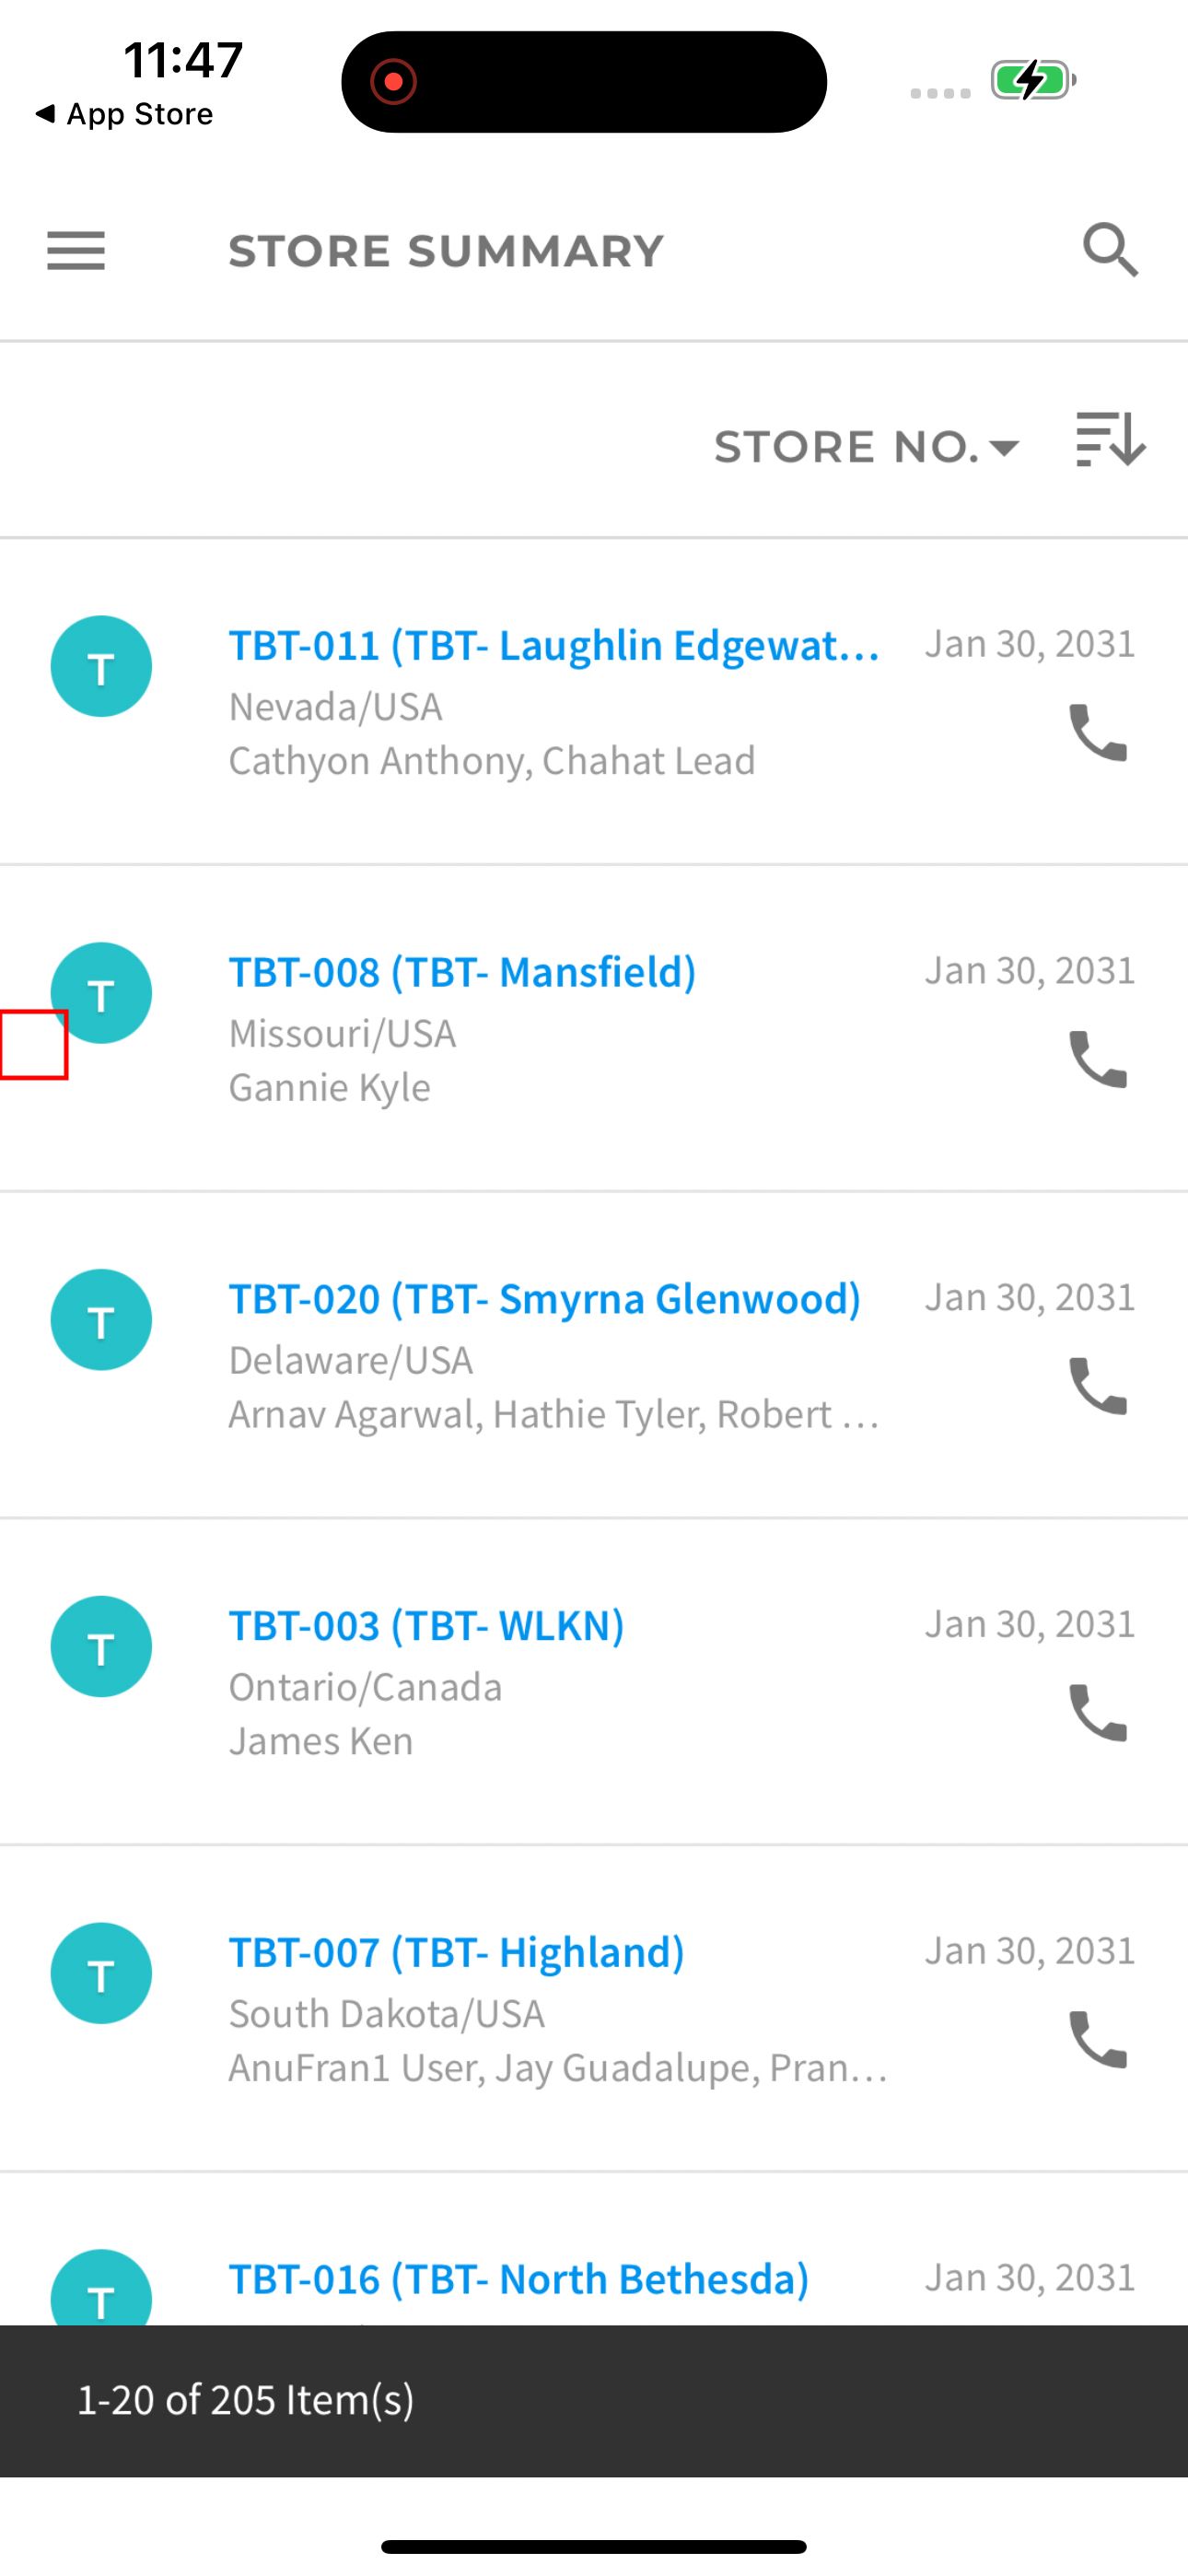 11:47
◀ App Store
STORE SUMMARY
STORE NO.
T
TBT-011 (TBT- Laughlin Edgewat...
Jan 30, 2031
Nevada/USA
Cathyon Anthony, Chahat Lead
T
TBT-008 (TBT- Mansfield)
Jan 30, 2031
Missouri/USA
Gannie Kyle
T
TBT-020 (TBT- Smyrna Glenwood)
Jan 30, 2031
Delaware/USA
Arnav Agarwal, Hathie Tyler, Robert ...
T
TBT-003 (TBT- WLKN)
Jan 30, 2031
Ontario/Canada
James Ken
T
TBT-007 (TBT- Highland)
Jan 30, 2031
South Dakota/USA
AnuFran1 User, Jay Guadalupe, Pran...
T
TBT-016 (TBT- North Bethesda)
Jan 30, 2031
1-20 of 205 Item(s)